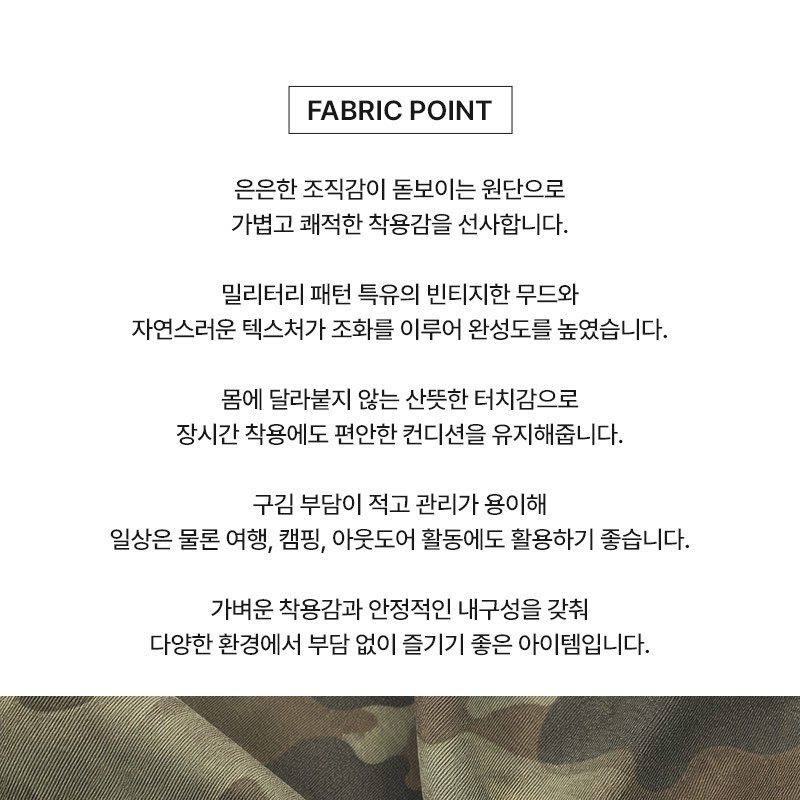 FABRIC POINT
은은한 조직감이 돋보이는 원단으로
가볍고 쾌적한 착용감을 선사합니다.
밀리터리 패턴 특유의 빈티지한 무드와
자연스러운 텍스처가 조화를 이루어 완성도를 높였습니다.
몸에 달라붙지 않는 산뜻한 터치감으로
장시간 착용에도 편안한 컨디션을 유지해줍니다.
구김 부담이 적고 관리가 용이해
일상은 물론 여행, 캠핑, 아웃도어 활동에도 활용하기 좋습니다.
가벼운 착용감과 안정적인 내구성을 갖춰
다양한 환경에서 부담 없이 즐기기 좋은 아이템입니다.